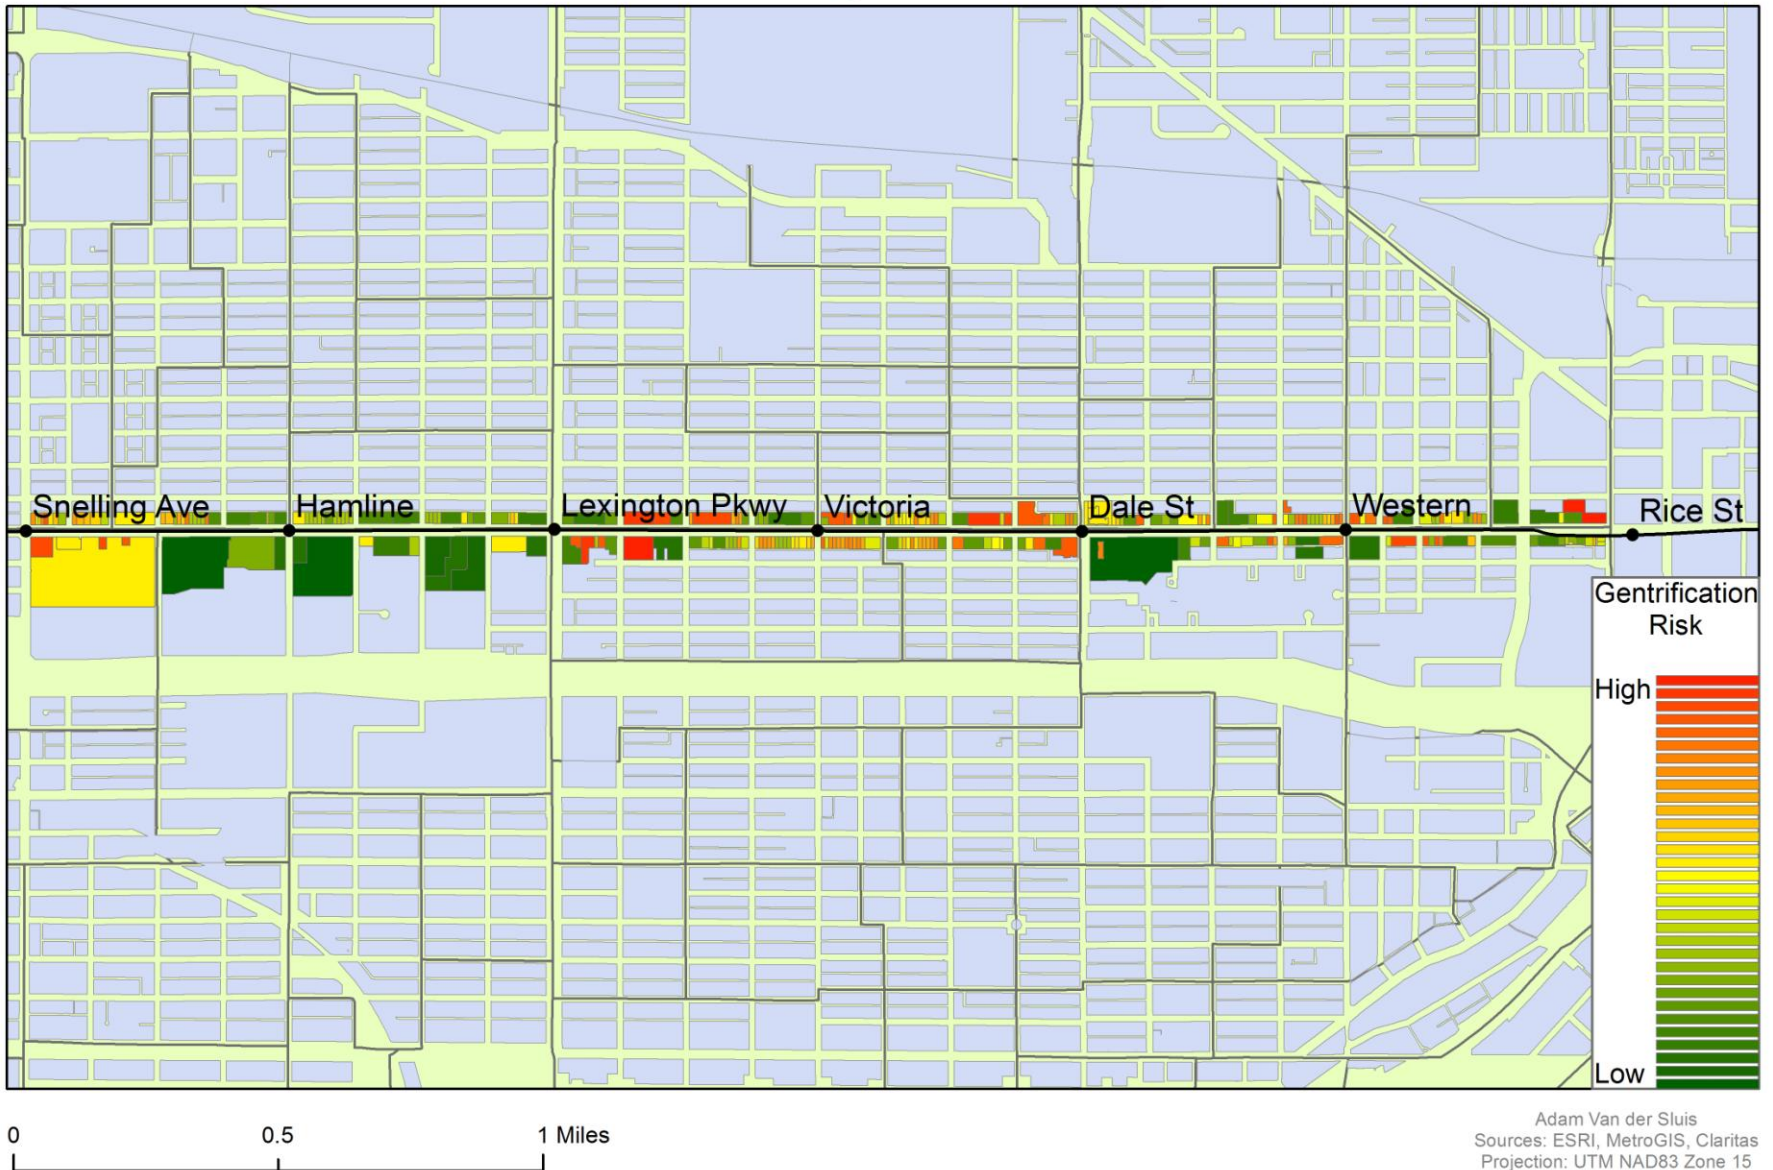 Snelling Ave
Hamline
Lexington Pkwy
Victoria
Dale St
Western
Rice St
Gentrification
Risk
High
Low
0
0.5
1 Miles
Adam Van der Sluis
Sources: ESRI, MetroGIS, Claritas
Projection: UTM NAD83 Zone 15